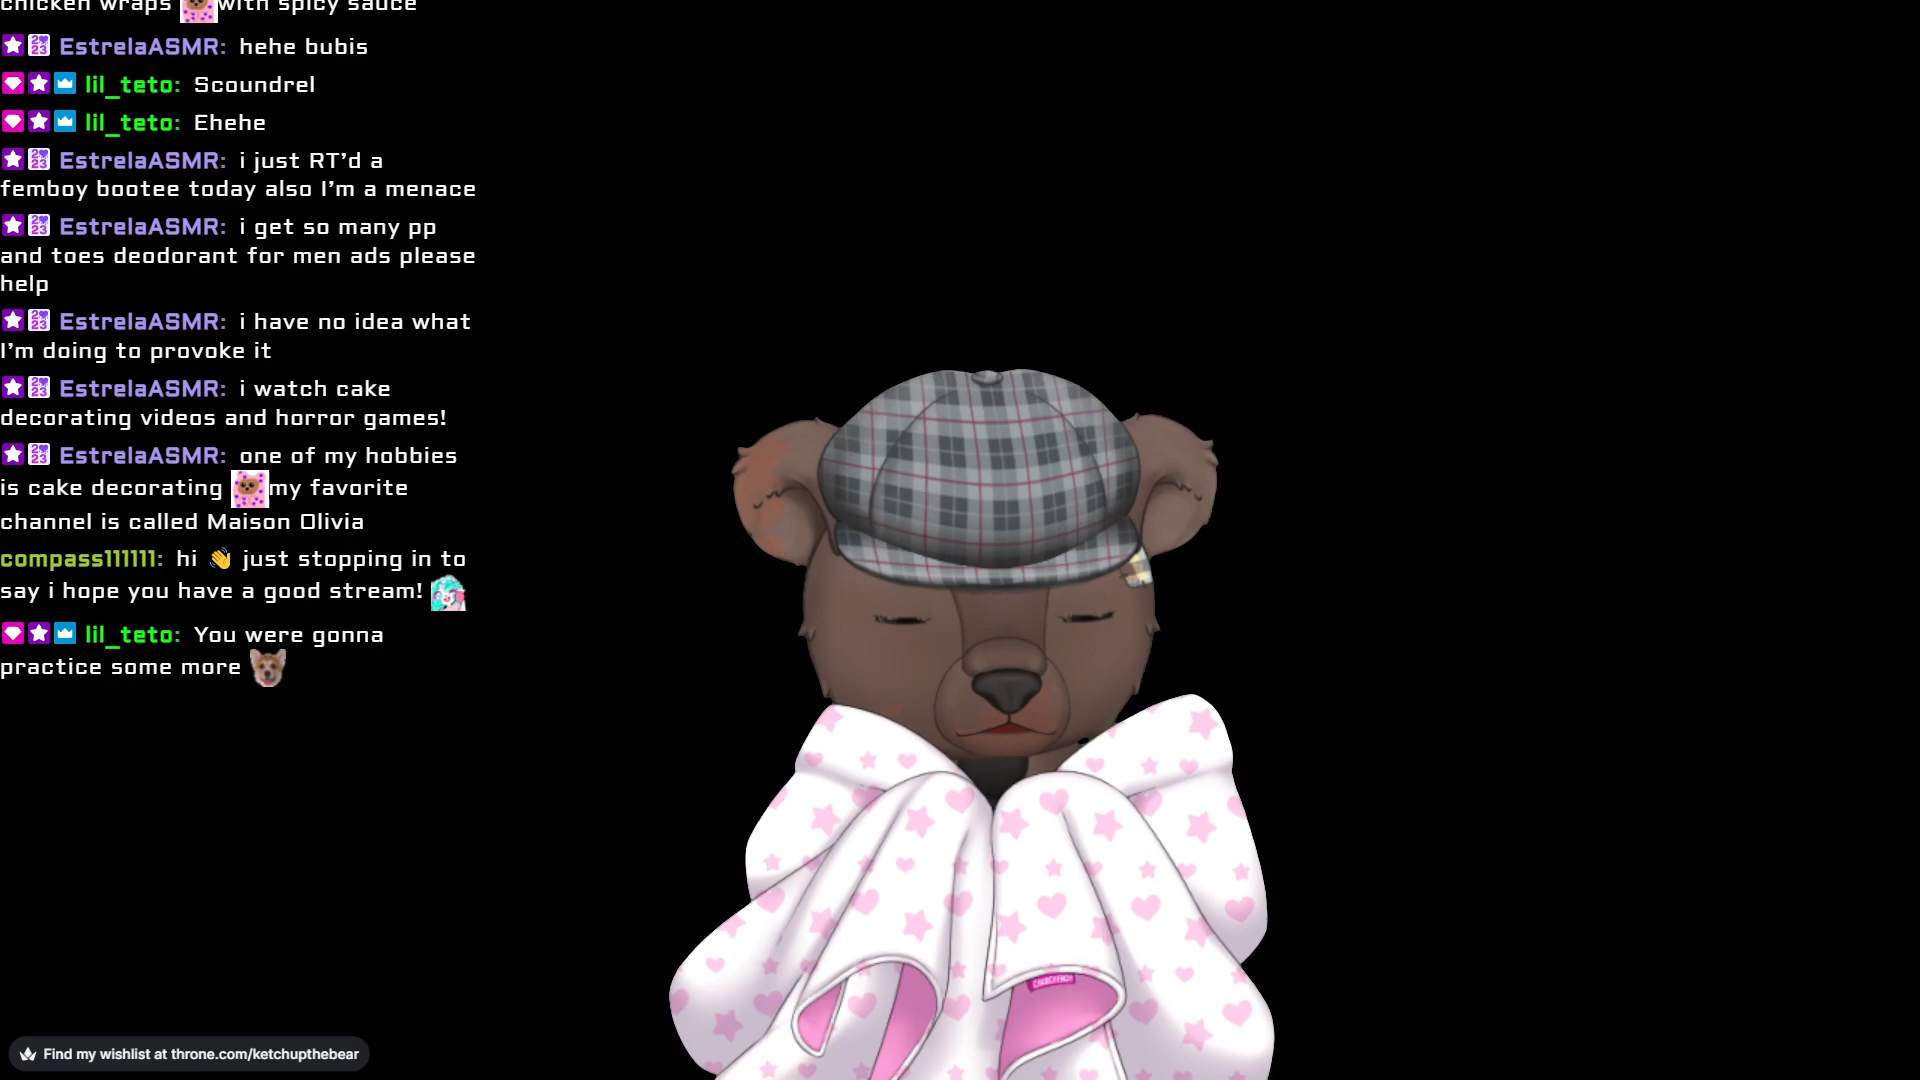 chicken wraps with spicy sauce
EstrelaASMR: hehe bubis
lil_teto: Scoundrel
lil_teto: Ehehe
EstrelaASMR: i just RT’d a
femboy bootee today also I’m a menace
EstrelaASMR: i get so many pp
and toes deodorant for men ads please
help
EstrelaASMR: i have no idea what
I’m doing to provoke it
EstrelaASMR: i watch cake
decorating videos and horror games!
EstrelaASMR: one of my hobbies
is cake decorating my favorite
channel is called Maison Olivia
compass111111: hi 👋 just stopping in to
say i hope you have a good stream!
lil_teto: You were gonna
practice some more
Find my wishlist at throne.com/ketchupthebear